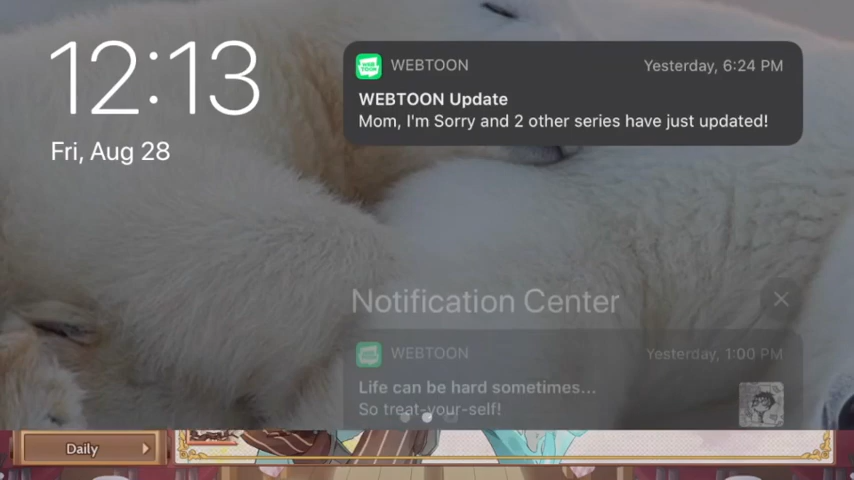 12:13
Fri, Aug 28
WEBTOON
Yesterday, 6:24 PM
WEBTOON Update
Mom, I'm Sorry and 2 other series have just updated!
Notification Center
WEBTOON
Yesterday, 1:00 PM
Life can be hard sometimes...
So treat-your-self!
Daily